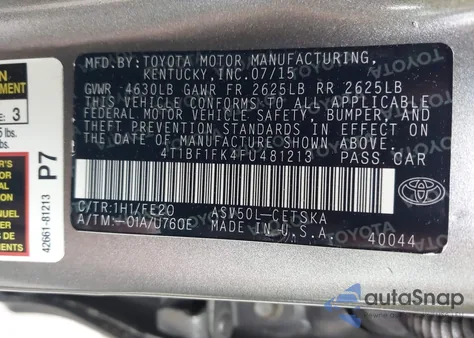 MFD.BY: TOYOTA MOTOR MANUFACTURING,
KENTUCKY, INC. 07/15
GVWR 4630LB GAWR FR 2625LB RR 2625LB
THIS VEHICLE CONFORMS TO ALL APPLICABLE
FEDERAL MOTOR VEHICLE SAFETY, BUMPER, AND
THEFT PREVENTION STANDARDS IN EFFECT ON
THE DATE OF MANUFACTURE SHOWN ABOVE.
4T1BF1FK4FU481213 PASS.CAR
C/TR:1H1/FE20 ASV50L-CETSKA
A/TM:-01A/U760E MADE IN U.S.A.
40044
TOYOTA
3
lbs.
P7
42661-81213
autoSnap